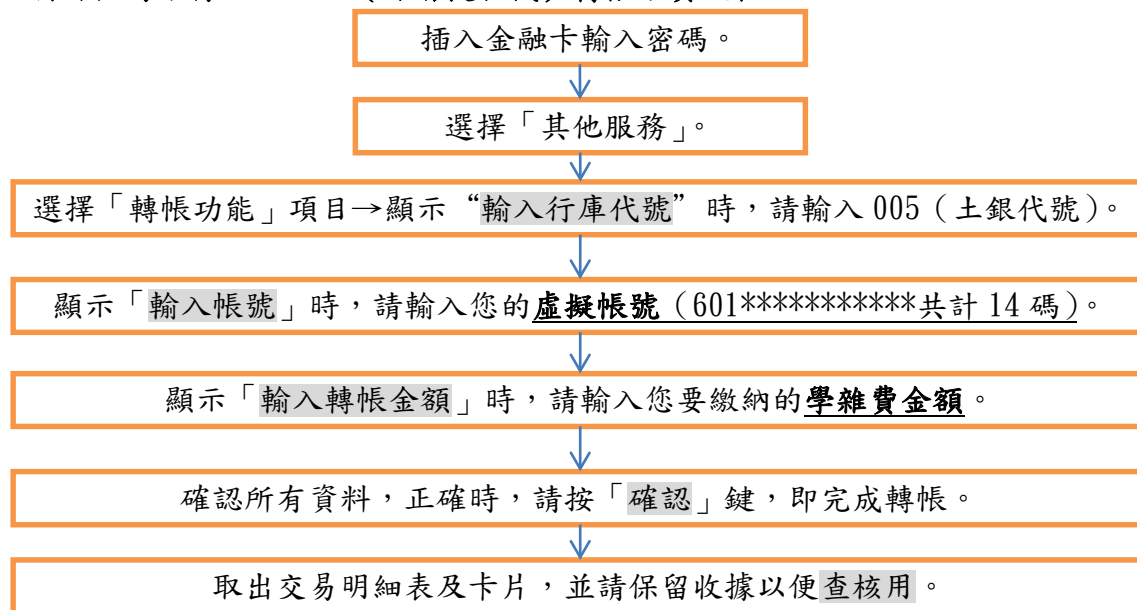 插入金融卡輸入密碼。
選擇「其他服務」。
選擇「轉帳功能」項目→顯示“輸入行庫代號”時,請輸入 005(土銀代號)。
顯示「輸入帳號」時,請輸入您的虛擬帳號(601***********共計 14 碼)。
顯示「輸入轉帳金額」時,請輸入您要繳納的學雜費金額。
確認所有資料,正確時,請按「確認」鍵,即完成轉帳。
取出交易明細表及卡片,並請保留收據以便查核用。